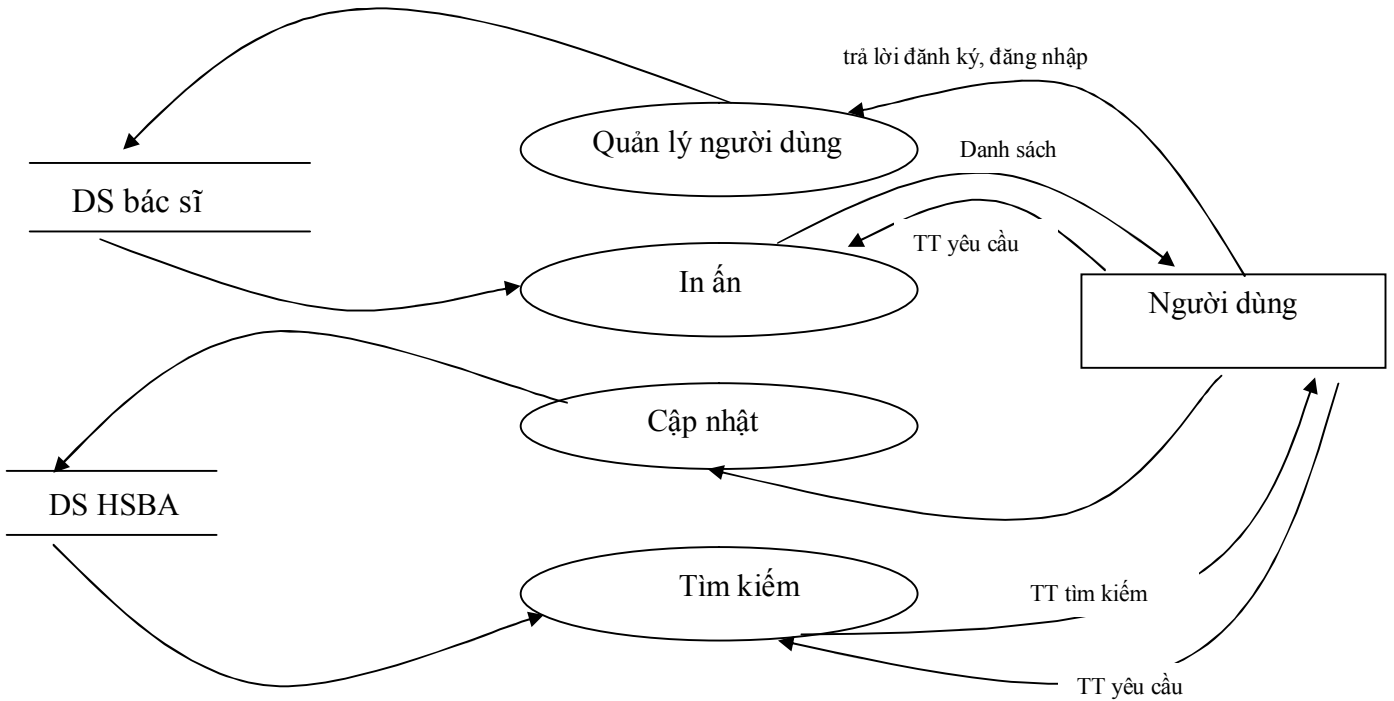 trả lời đănh ký, đăng nhập
Quản lý người dùng
Danh sách
DS bác sĩ
TT yêu cầu
In ấn
Người dùng
Cập nhật
DS HSBA
Tìm kiếm
TT tìm kiếm
TT yêu cầu